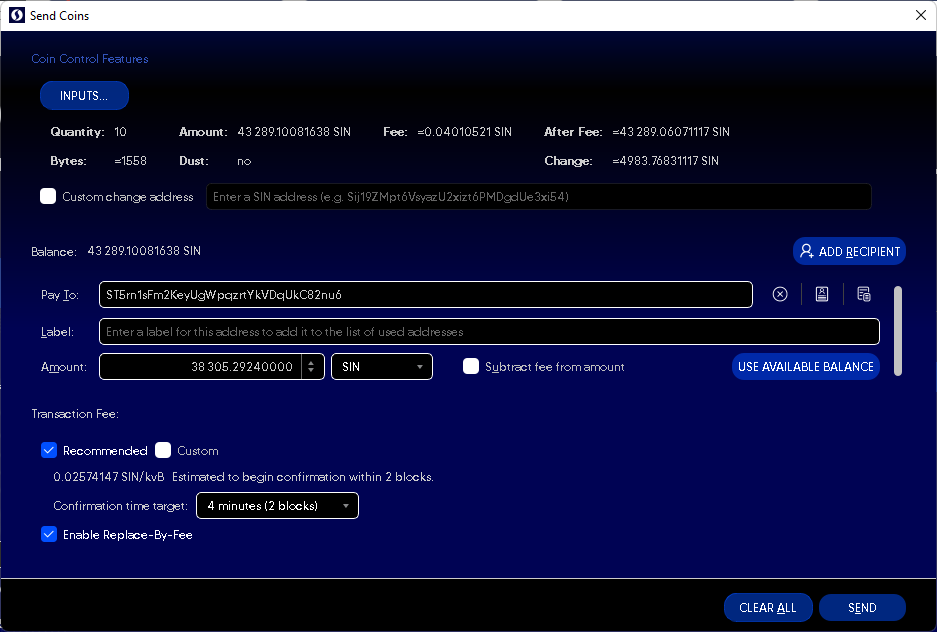 Send Coins
Coin Control Features
INPUTS...
Quantity: 10 Amount: 43 289.10081638 SIN Fee: ≈0.04010521 SIN After Fee: ≈43 289.06071117 SIN
Bytes: ≈1558 Dust: no Change: ≈4983.76831117 SIN
Custom change address Enter a SIN address (e.g. Sij19ZMpt6VsyazU2xizt6PMDgdUe3xi54)
Balance: 43 289.10081638 SIN ADD RECIPIENT
Pay To: ST5rn1sFm2KeyUgWpqzrtYkVDqUkC82nu6
Label: Enter a label for this address to add it to the list of used addresses
Amount: 38 305.29240000 SIN Subtract fee from amount USE AVAILABLE BALANCE
Transaction Fee:
Recommended Custom
0.02574147 SIN/kvB Estimated to begin confirmation within 2 blocks.
Confirmation time target: 4 minutes (2 blocks)
Enable Replace-By-Fee
CLEAR ALL SEND